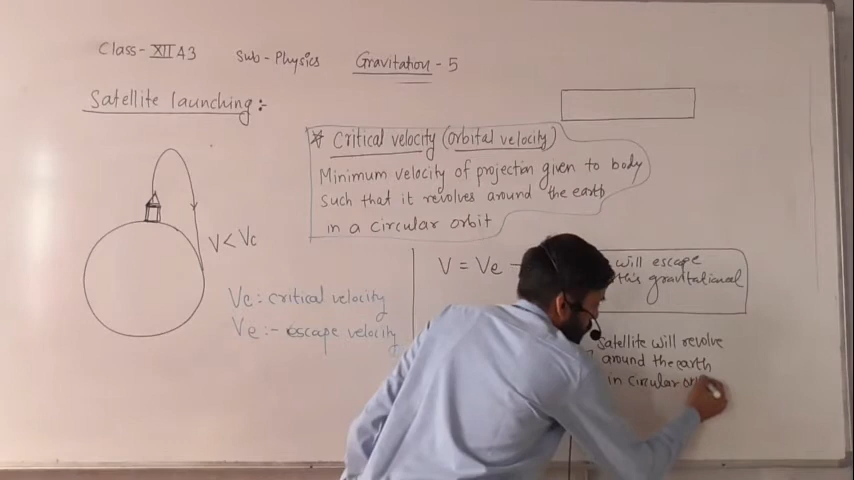 Class- XII A3 Sub - Physics Gravitation - 5
Satellite launching :-
* Critical velocity (orbital velocity)
Minimum velocity of projection given to body
such that it revolves around the earth
in a circular orbit
V < Vc
Vc : critical velocity
Ve :- escape velocity
V = Ve
will escape
this gravitational
Satellite will revolve
around the earth
in circular